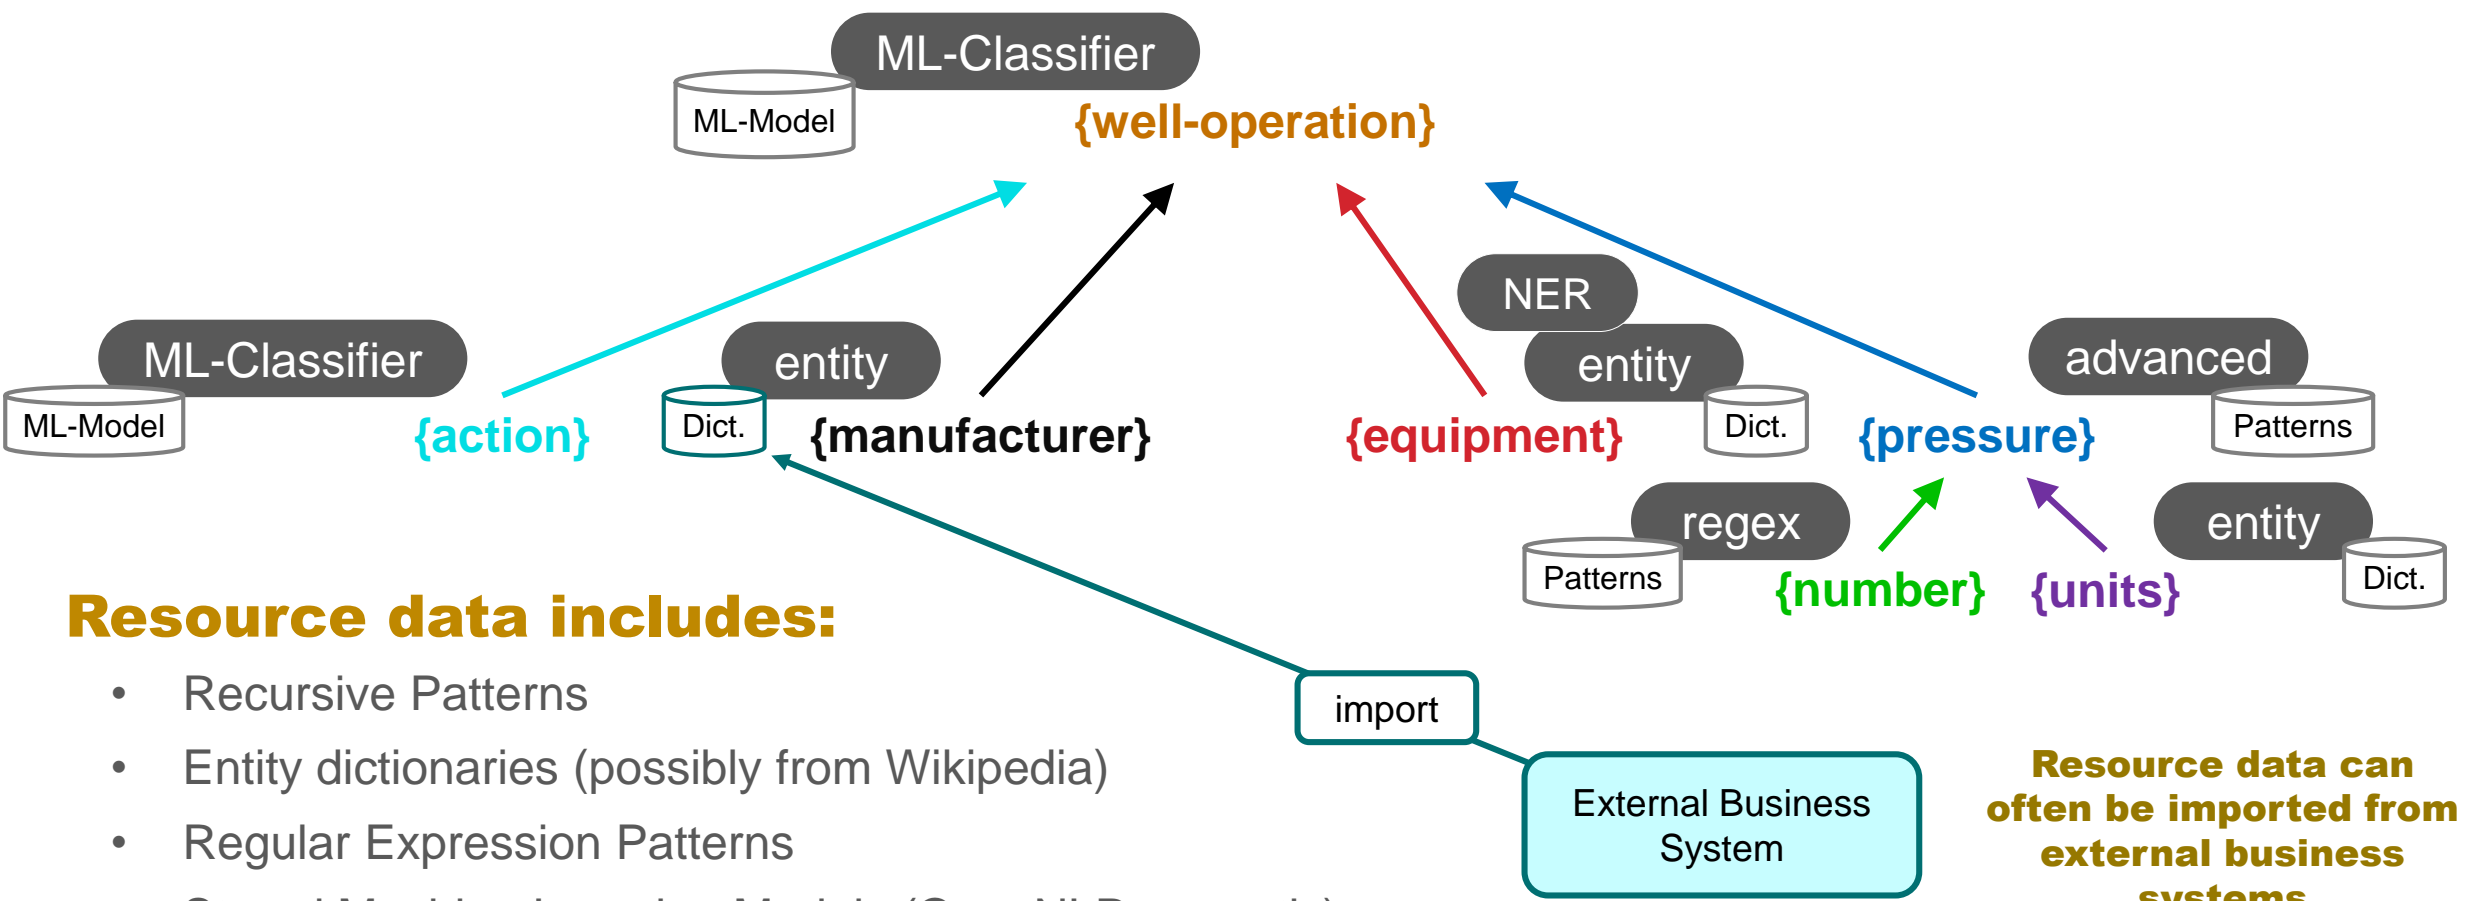 ML-Classifier
ML-Model
{well-operation}
NER
ML-Classifier
entity
entity
advanced
ML-Model
{action}
Dict.
{manufacturer}
{equipment}
Dict.
{pressure}
Patterns
regex
entity
Patterns
{number}
{units}
Dict.
Resource data includes:
• Recursive Patterns
• Entity dictionaries (possibly from Wikipedia)
• Regular Expression Patterns
import
External Business
System
Resource data can
often be imported from
external business
systems